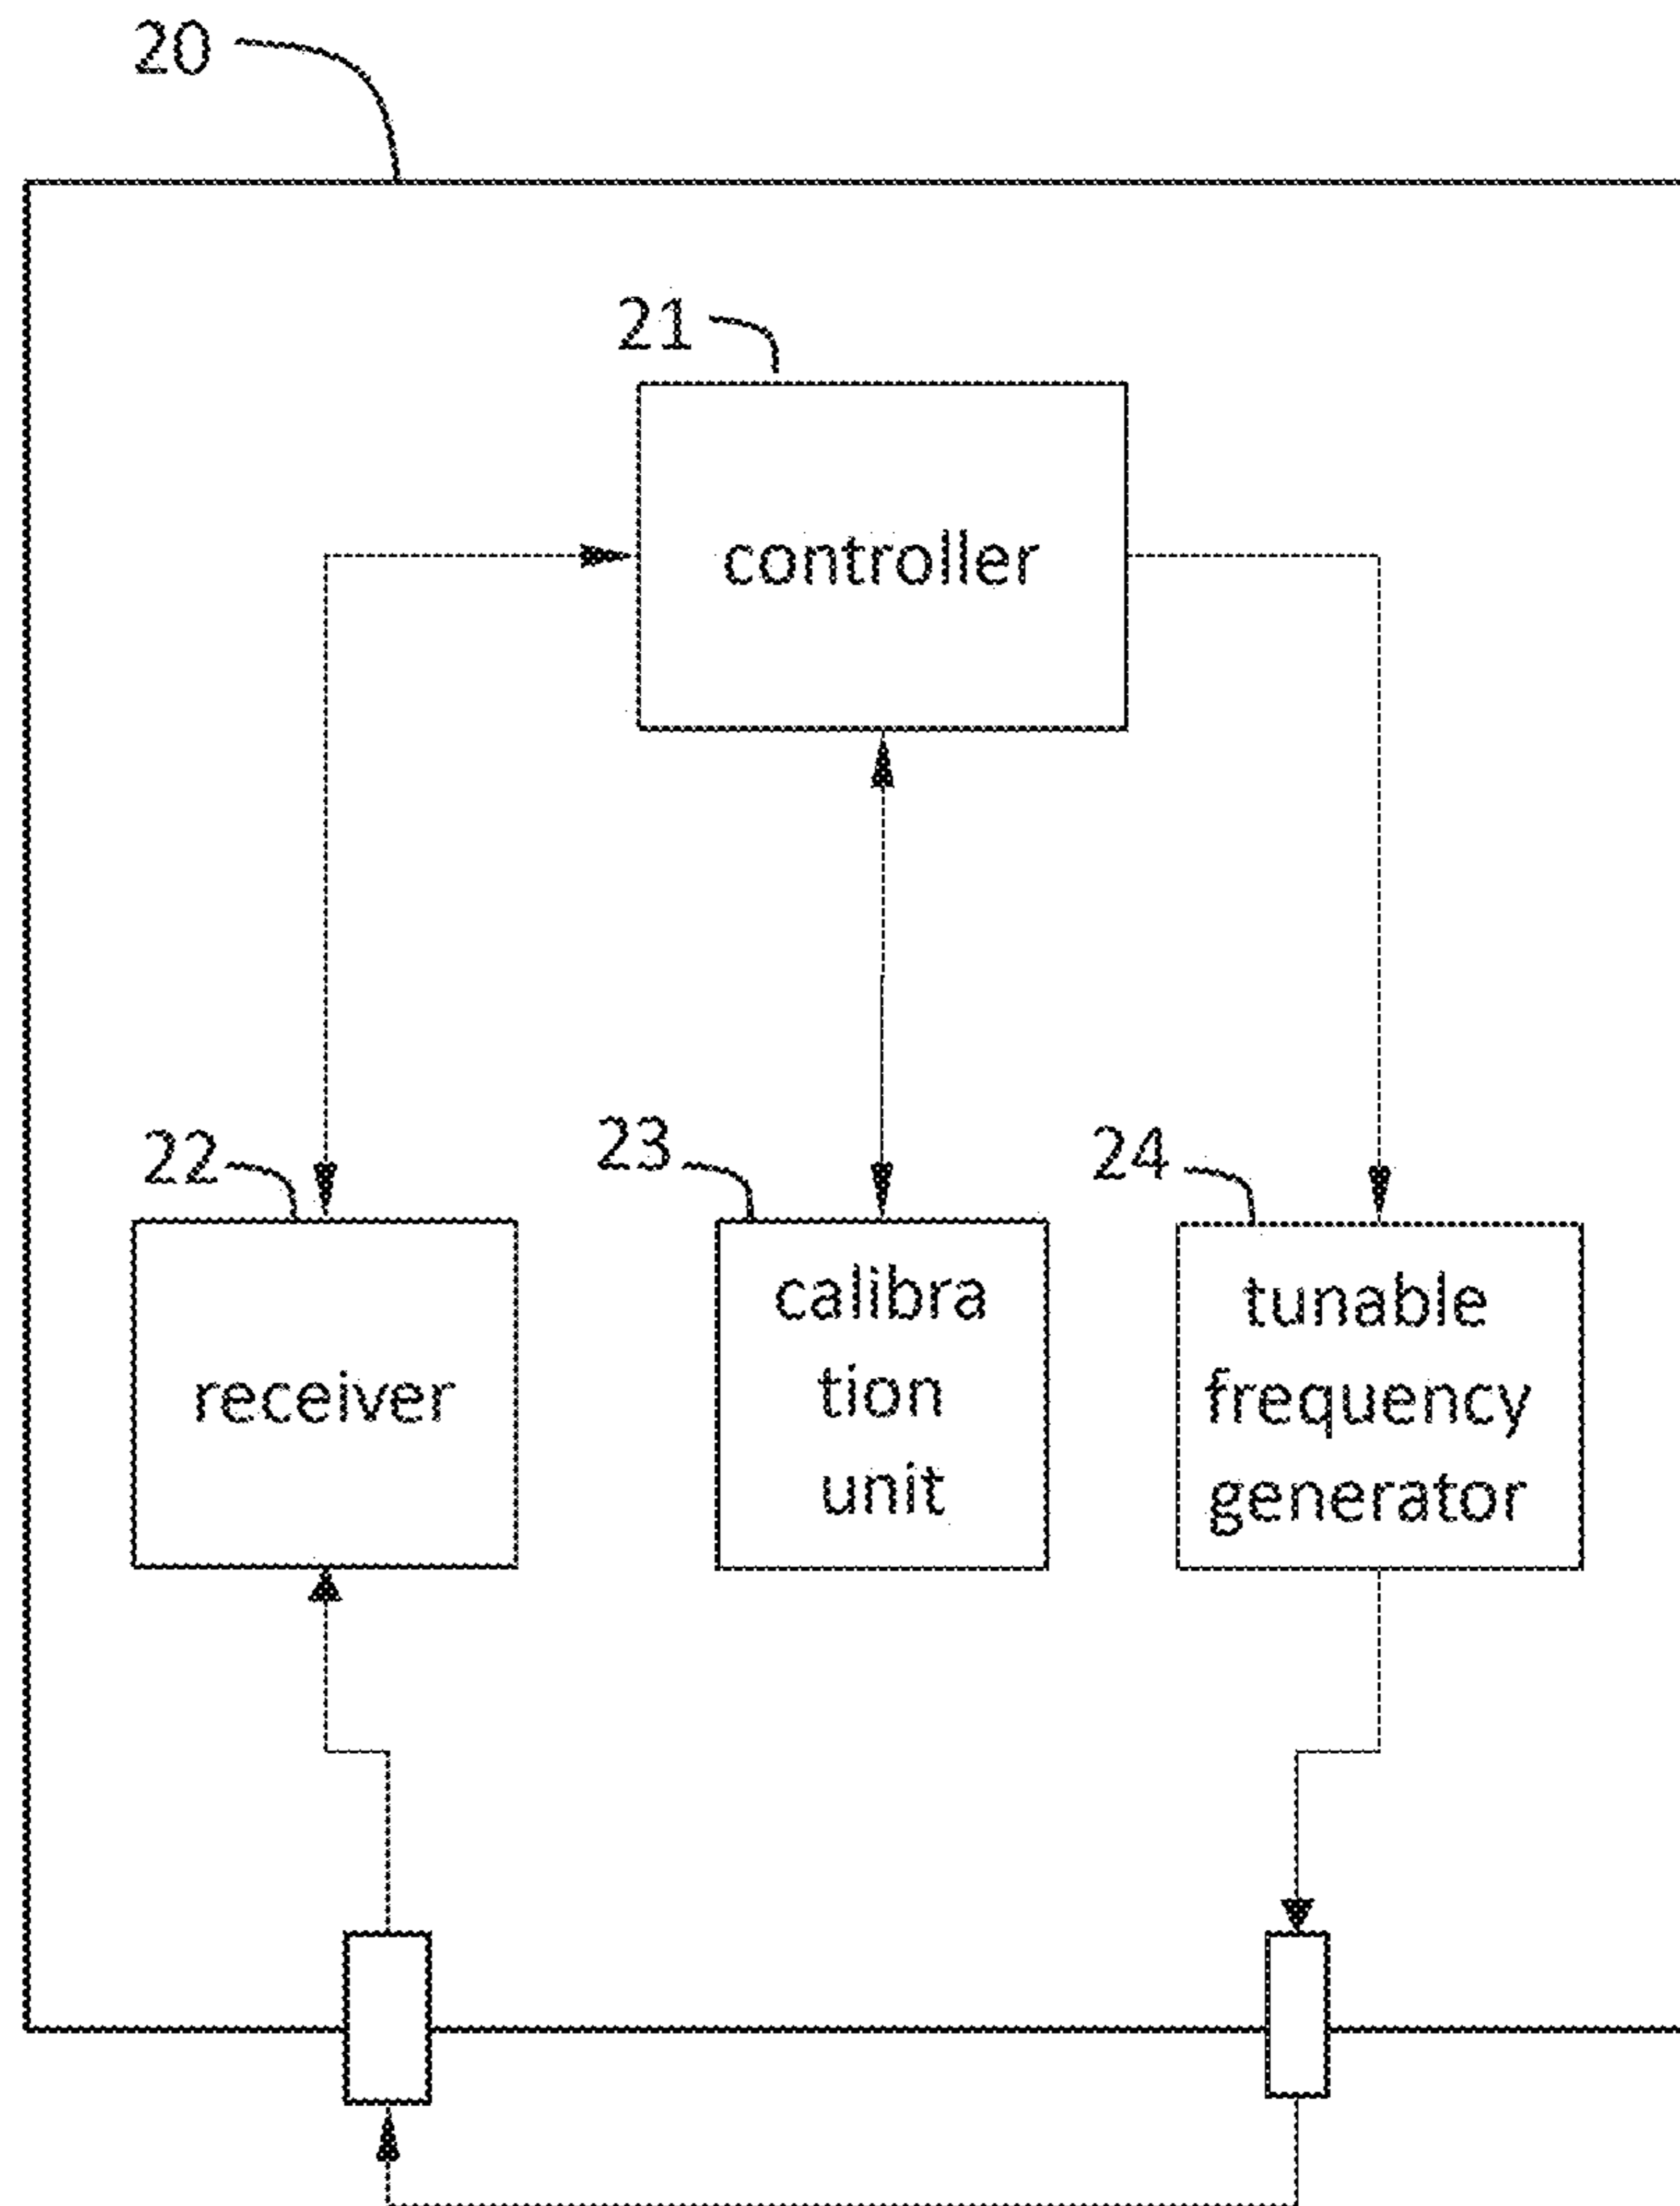 20
21
controller
22
23
24
receiver
calibra
tion
unit
tunable
frequency
generator